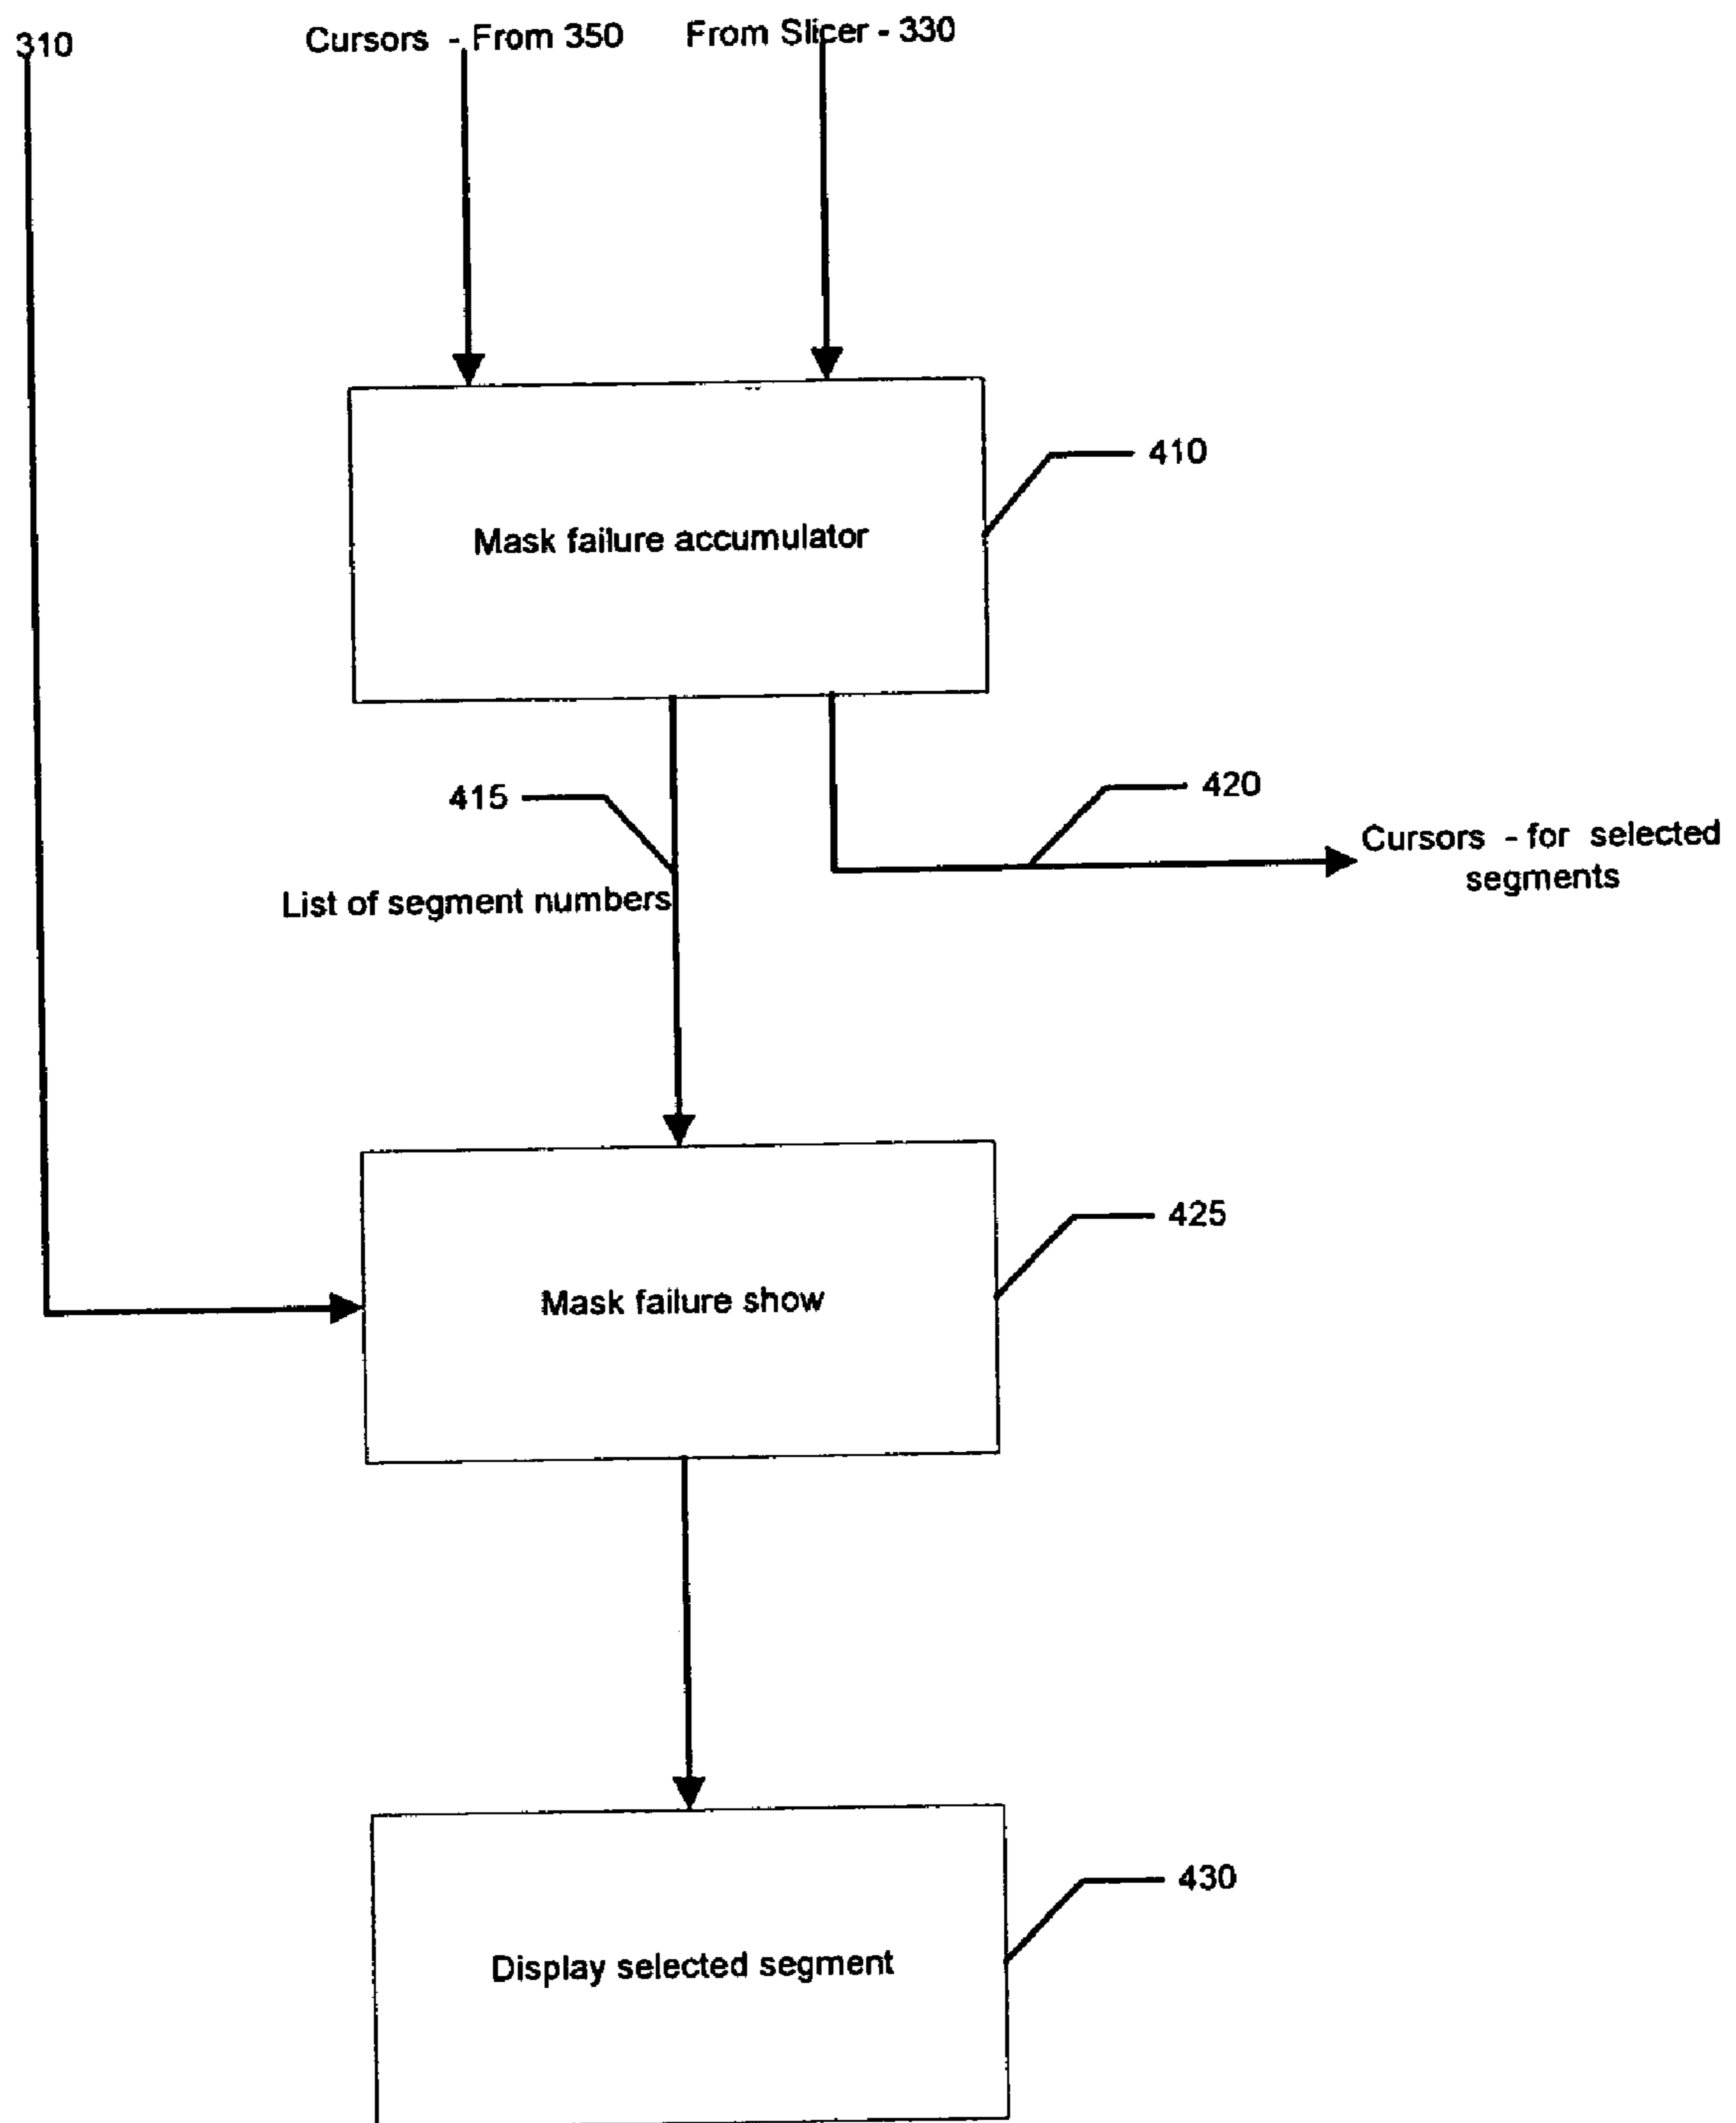 310
Cursors - From 350
From Slicer - 330
410
Mask failure accumulator
415
420
Cursors - for selected
segments
List of segment numbers
425
Mask failure show
430
Display selected segment